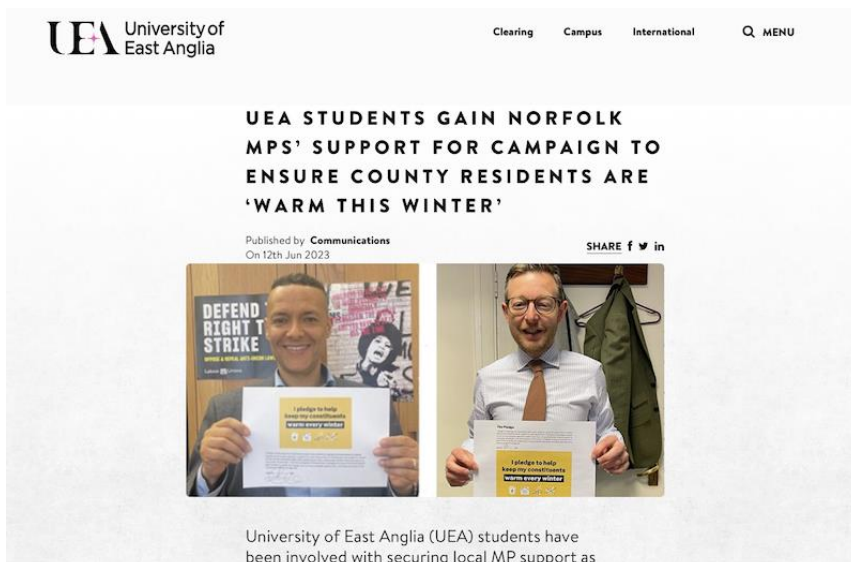 UEA University of
East Anglia
Clearing Campus International MENU
UEA STUDENTS GAIN NORFOLK
MPS’ SUPPORT FOR CAMPAIGN TO
ENSURE COUNTY RESIDENTS ARE
‘WARM THIS WINTER’
Published by Communications
On 12th Jun 2023
SHARE
DEFEND
RIGHT T
STRIKE
I pledge to help
keep my constituents
warm every winter
I pledge to help
keep my constituents
warm every winter
University of East Anglia (UEA) students have
been involved with securing local MP support as